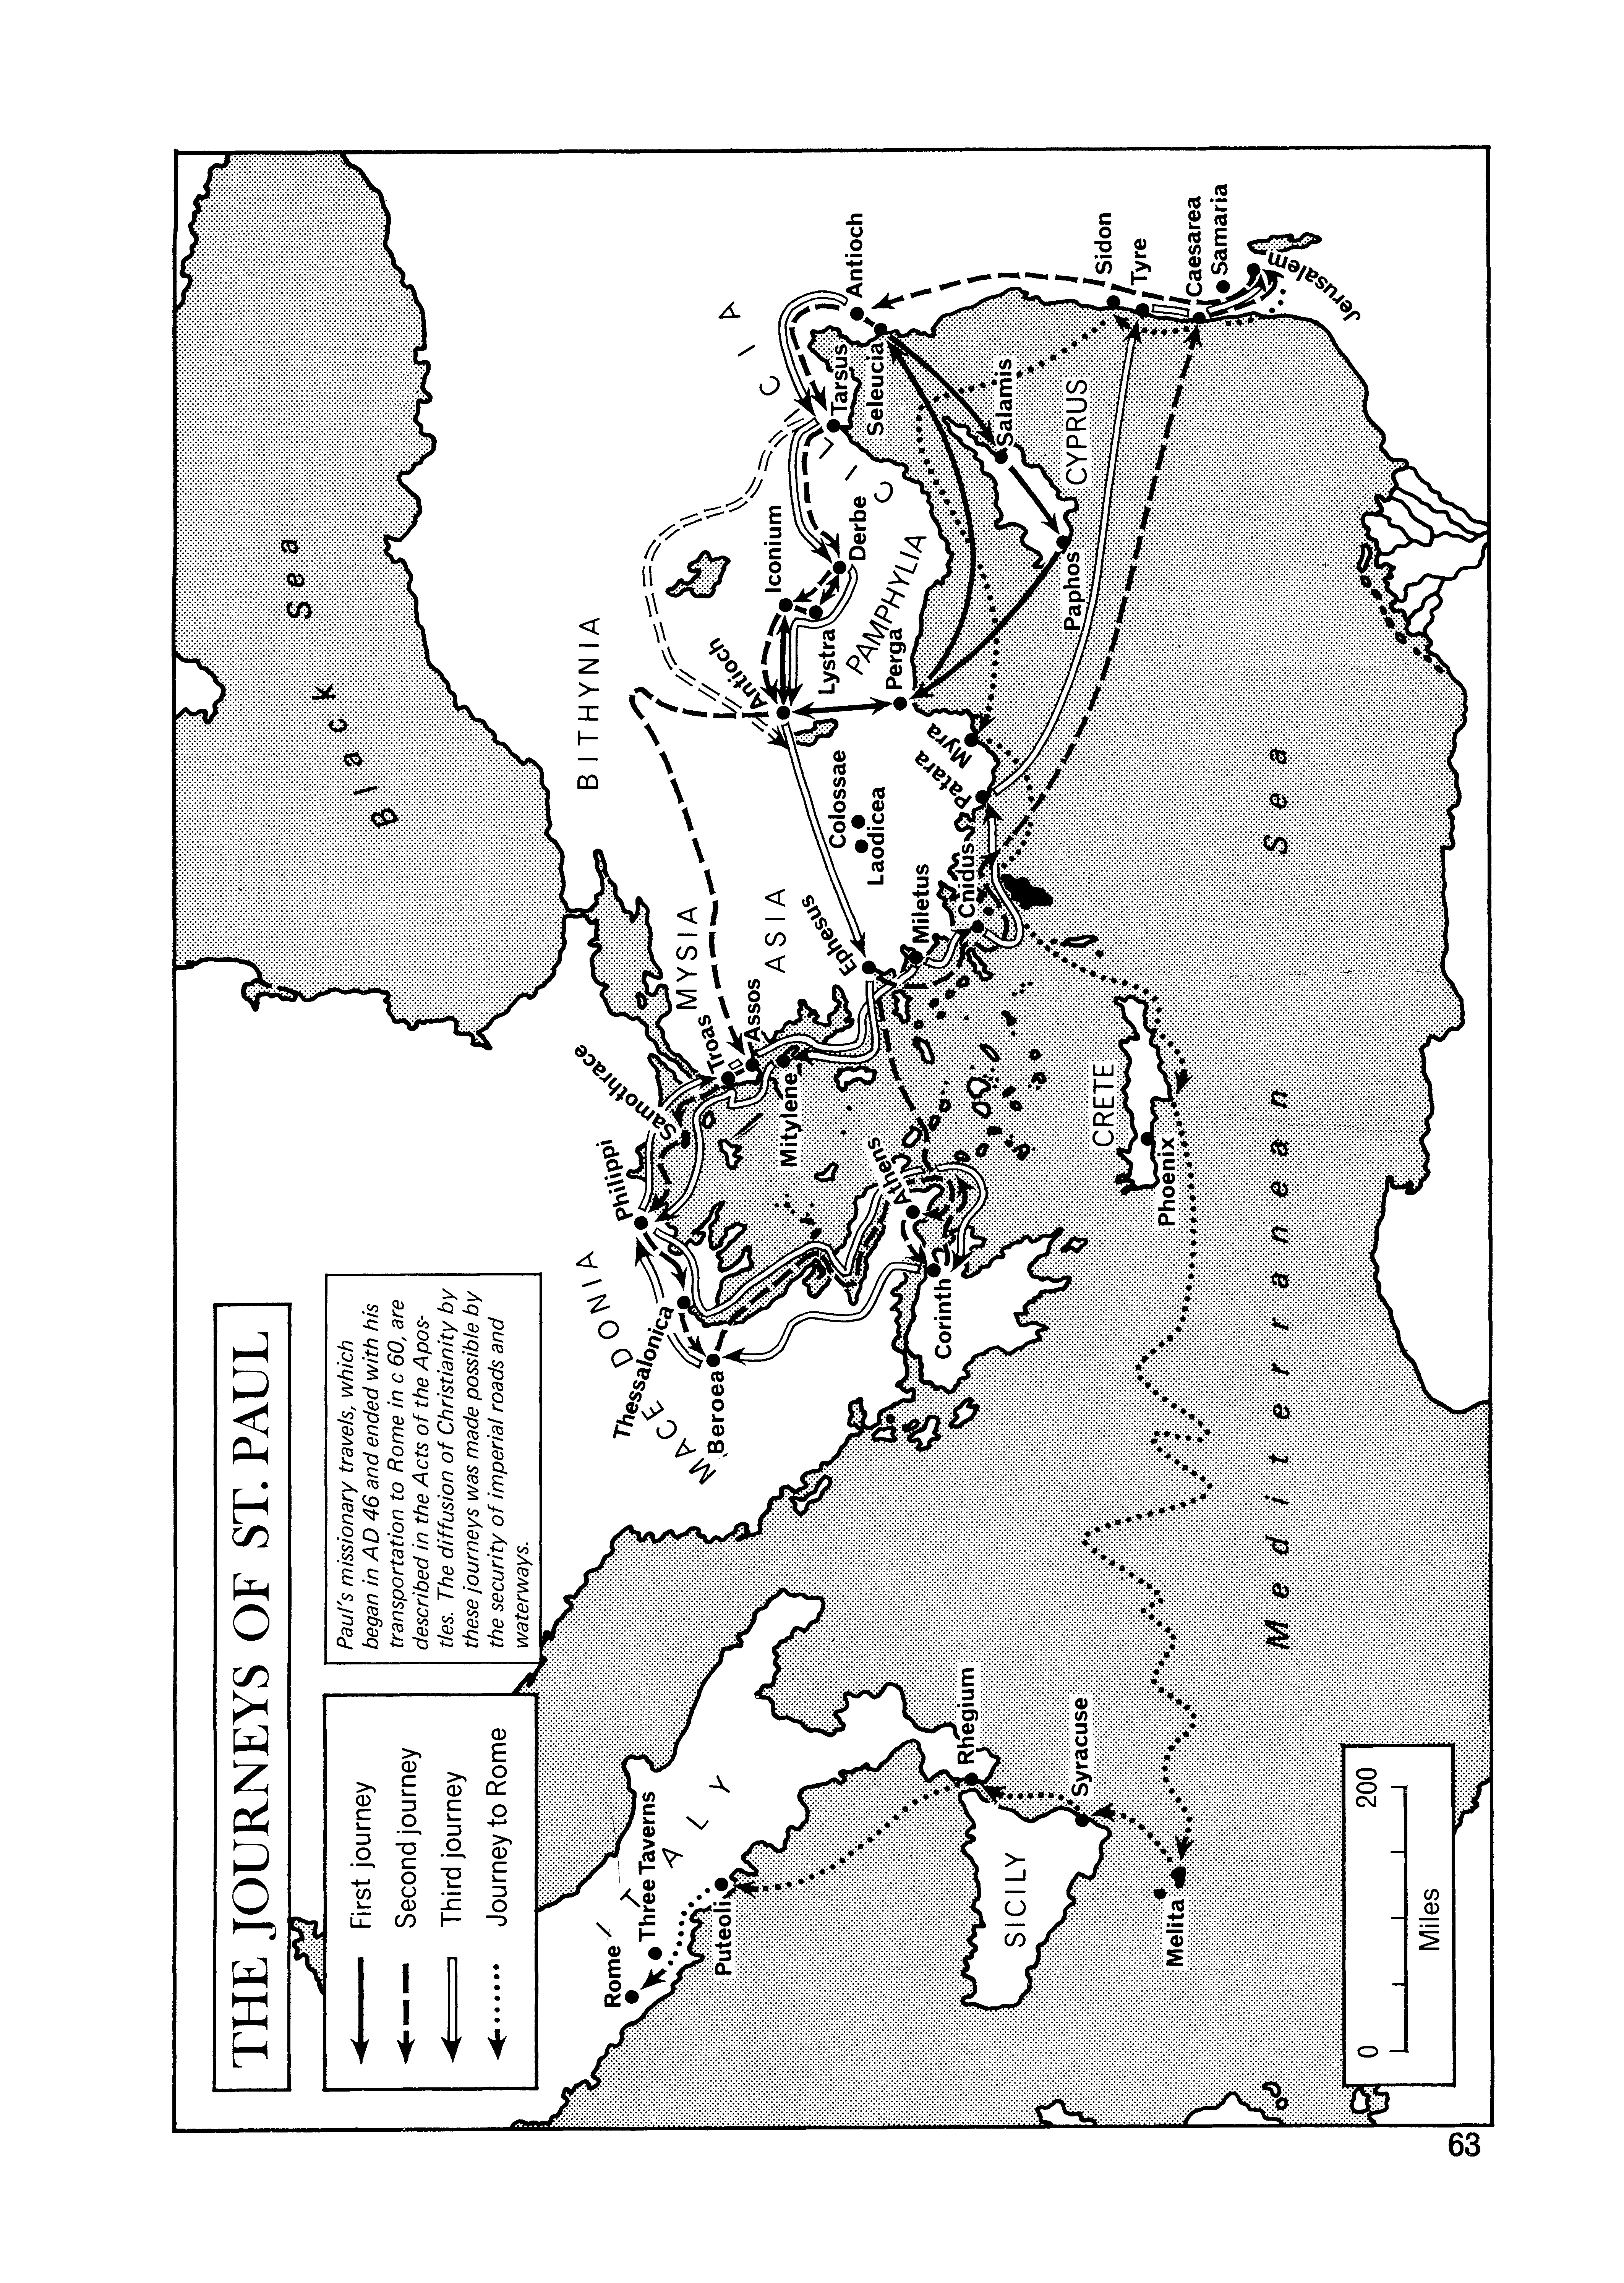 THE JOURNEYS OF ST. PAUL
First journey
Second journey
Third journey
Journey to Rome
Paul's missionary travels, which
began in AD 46 and ended with his
transportation to Rome in c 60, are
described in the Acts of the Apos-
tles. The diffusion of Christianity by
these journeys was made possible by
the security of imperial roads and
waterways.
Black Sea
BITHYNIA
MACEDONIA
Philippi
Samothrace
Thessalonica
Beroea
Troas
Assos
MYSIA
ASIA
Mitylene
Rome
Three Taverns
ITALY
Puteoli
Antioch
Iconium
Lystra
Derbe
CILICIA
Tarsus
Antioch
Seleucia
PAMPHYLIA
Perga
Colossae
Laodicea
Ephesus
Miletus
Cnidus
Patara
Myra
Athens
Corinth
Rhegium
SICILY
Syracuse
Melita
CRETE
Phoenix
Salamis
CYPRUS
Paphos
Sidon
Tyre
Caesarea
Samaria
Jerusalem
Mediterranean Sea
0 200
Miles
63